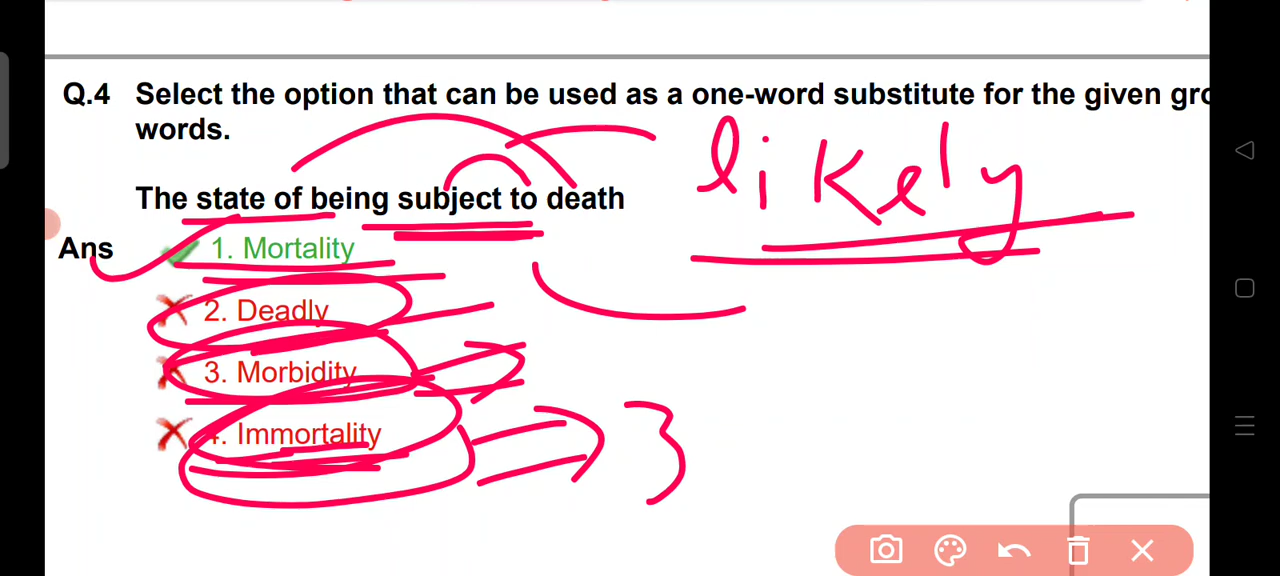 Q.4 Select the option that can be used as a one-word substitute for the given gro
words.
likely
The state of being subject to death
Ans 1. Mortality
2. Deadly
3. Morbidity
4. Immortality
3